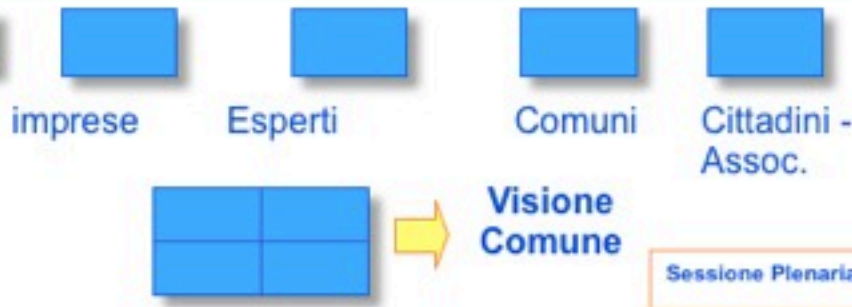 imprese
Esperti
Comuni
Cittadini -
Assoc.
Visione
Comune
Sessione Plenaria